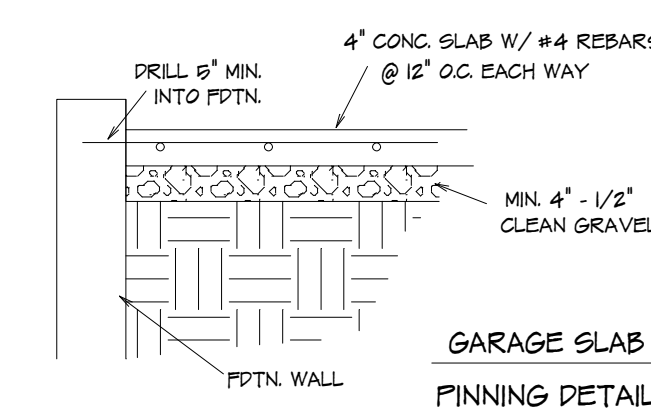 4" CONC. SLAB W/ #4 REBARS
@ 12" O.C. EACH WAY
DRILL 5" MIN.
INTO FDTN.
MIN. 4" - 1/2"
CLEAN GRAVEL
GARAGE SLAB
PINNING DETAIL
FDTN. WALL